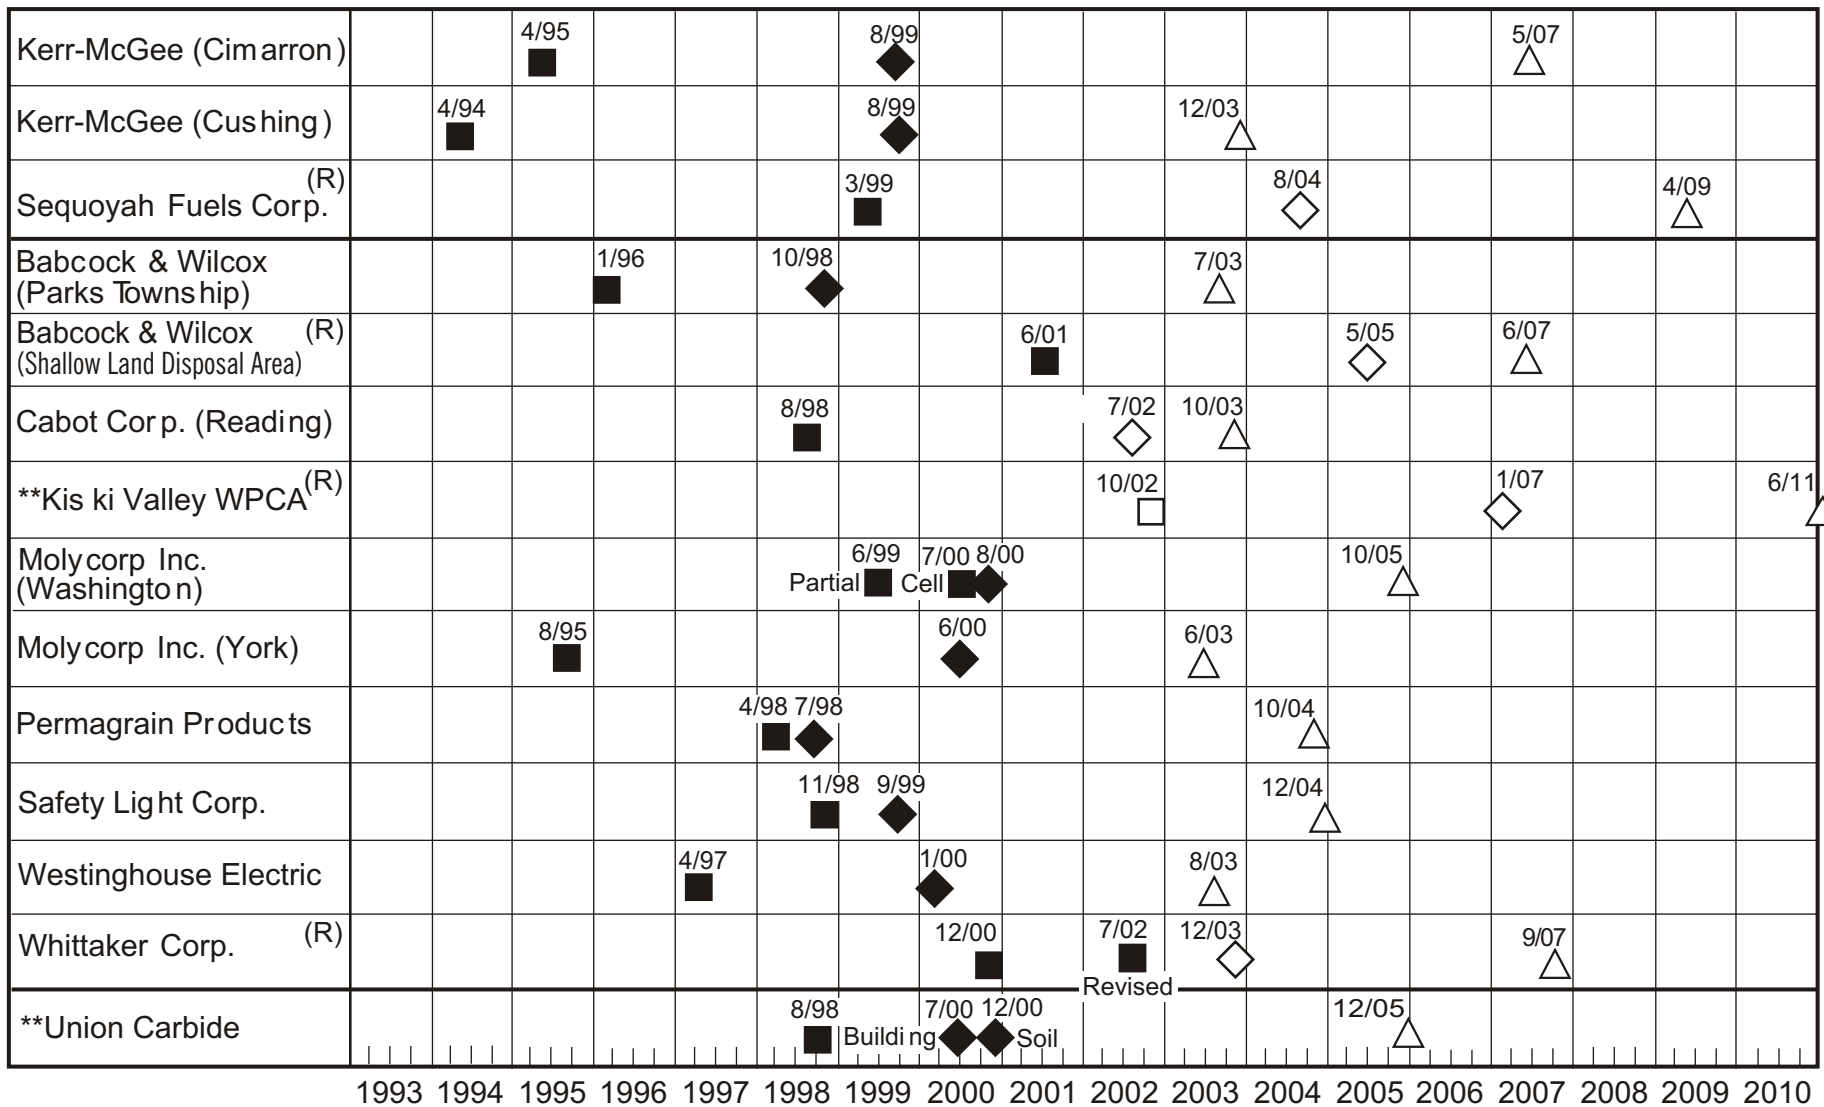 Kerr-McGee (Cimarron) 4/95 8/99 5/07
Kerr-McGee (Cushing) 4/94 8/99 12/03
(R)
Sequoyah Fuels Corp. 3/99 8/04 4/09
Babcock & Wilcox 1/96 10/98 7/03
(Parks Township)
Babcock & Wilcox (R) 6/01 5/05 6/07
(Shallow Land Disposal Area)
Cabot Corp. (Reading) 8/98 7/02 10/03
**Kiski Valley WPCA (R) 10/02 1/07 6/11
Molycorp Inc. 6/99 7/00 8/00 10/05
(Washington) Partial Cell
Molycorp Inc. (York) 8/95 6/00 6/03
Permagrain Products 4/98 7/98 10/04
Safety Light Corp. 11/98 9/99 12/04
Westinghouse Electric 4/97 1/00 8/03
Whittaker Corp. (R) 12/00 7/02 12/03 9/07
Revised
**Union Carbide 8/98 Building 7/00 12/00 Soil 12/05
1993 1994 1995 1996 1997 1998 1999 2000 2001 2002 2003 2004 2005 2006 2007 2008 2009 2010